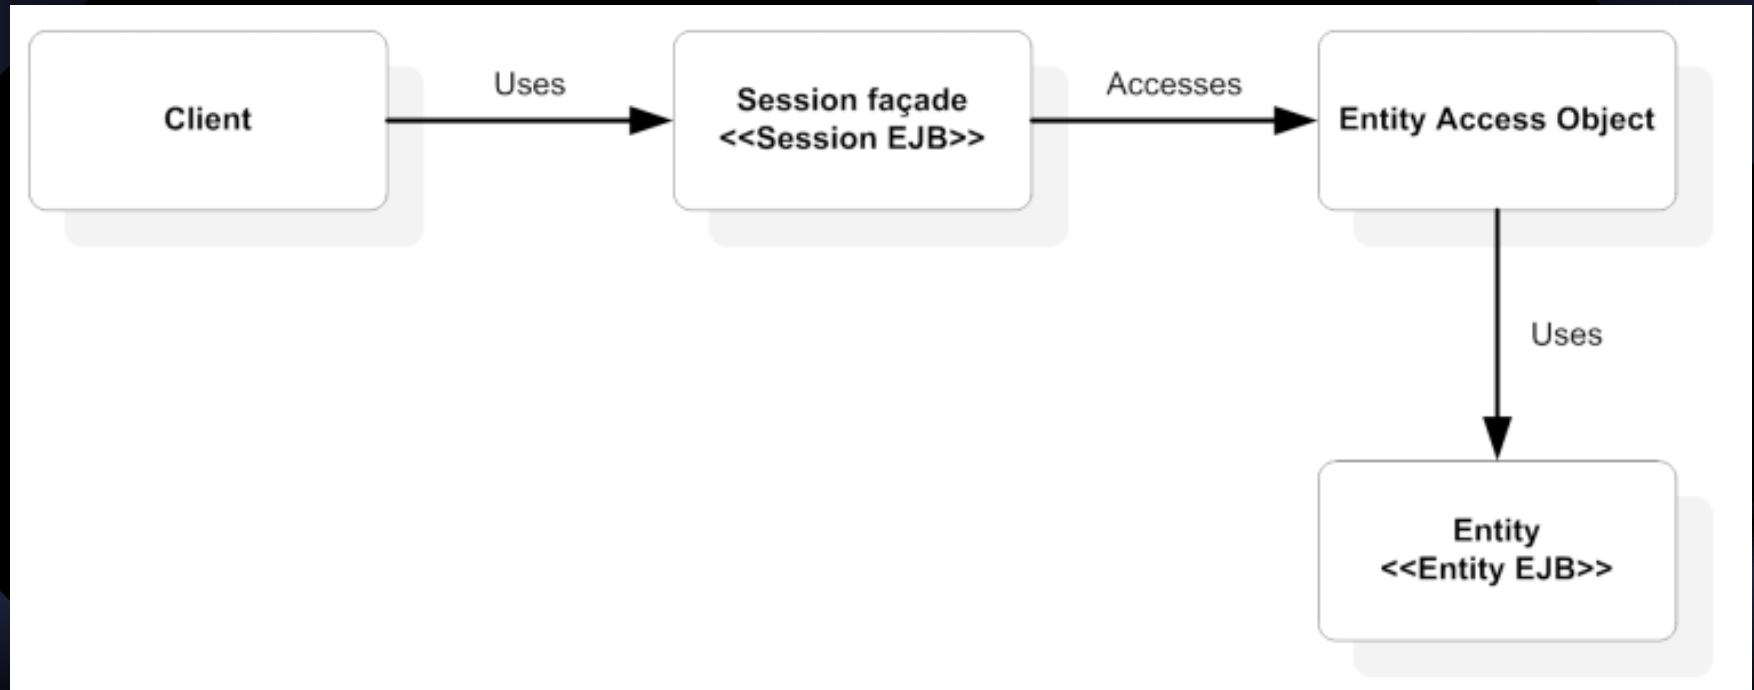 Client
Uses
Session façade
<<Session EJB>>
Accesses
Entity Access Object
Uses
Entity
<<Entity EJB>>